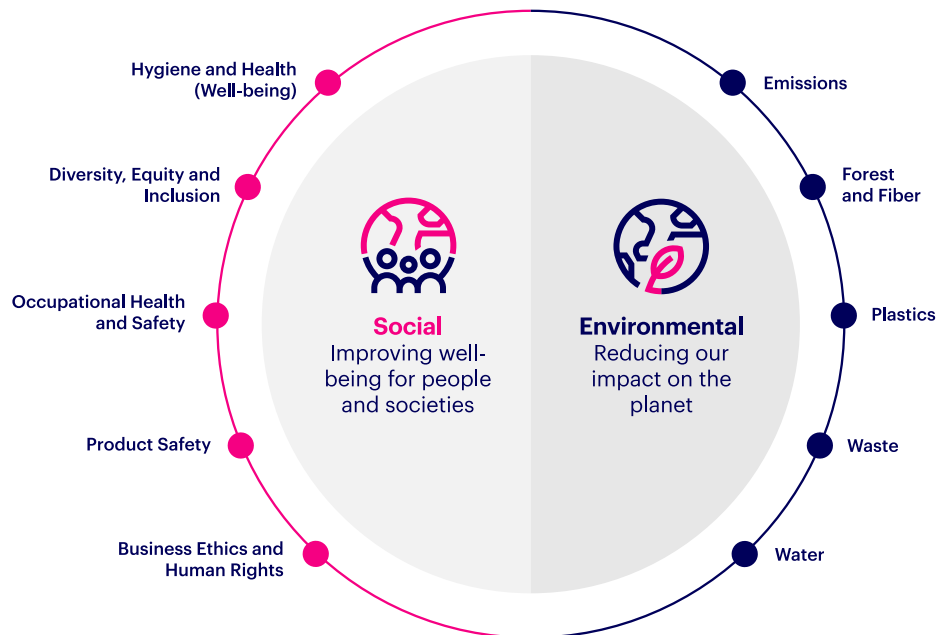 Hygiene and Health
(Well-being)
Diversity, Equity and
Inclusion
Occupational Health
and Safety
Product Safety
Business Ethics and
Human Rights
Social
Improving well-
being for people
and societies
Environmental
Reducing our
impact on the
planet
Emissions
Forest
and Fiber
Plastics
Waste
Water